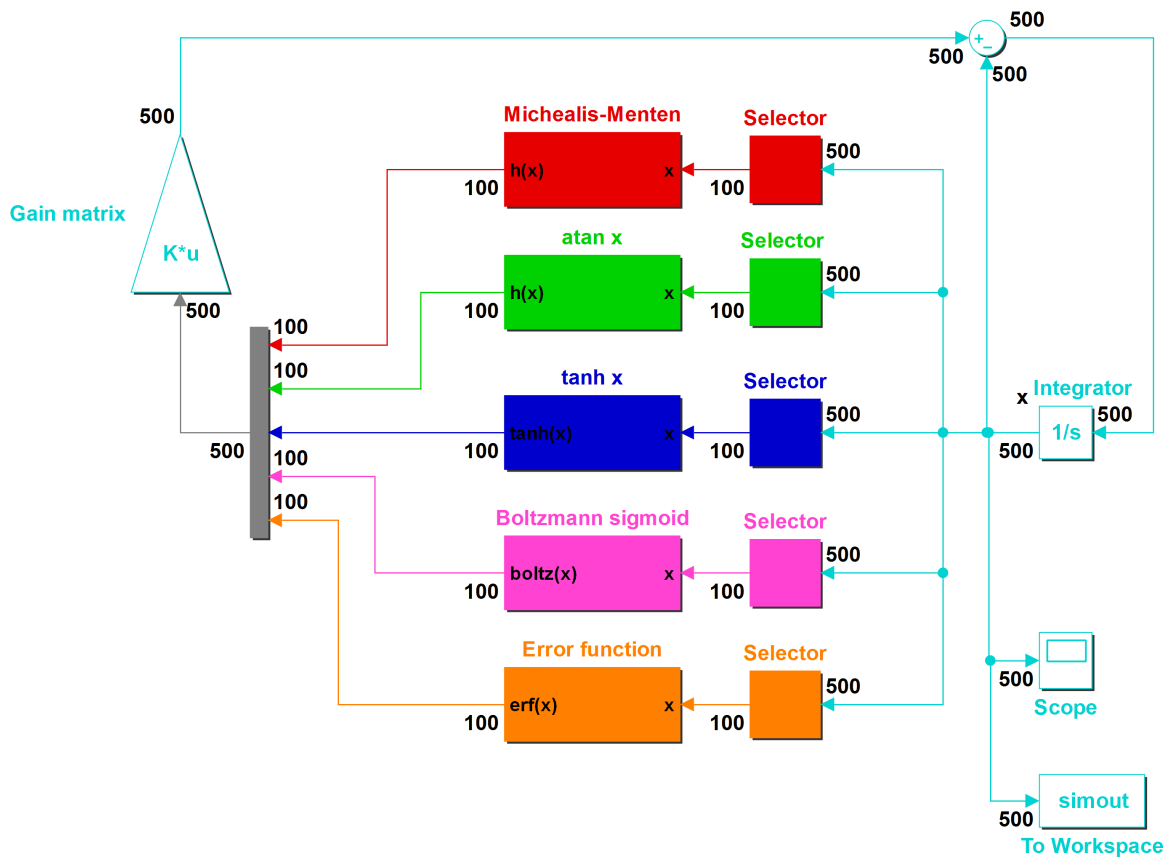 500
500
500
500
Michealis-Menten
Selector
500
h(x)
x
100
100
Gain matrix
K*u
500
atan x
Selector
500
h(x)
x
100
100
100
100
tanh x
Selector
500
tanh(x)
x
100
100
x
Integrator
500
1/s
500
500
100
100
Boltzmann sigmoid
Selector
500
boltz(x)
x
100
100
Error function
Selector
500
erf(x)
x
100
100
500
Scope
simout
500
To Workspace